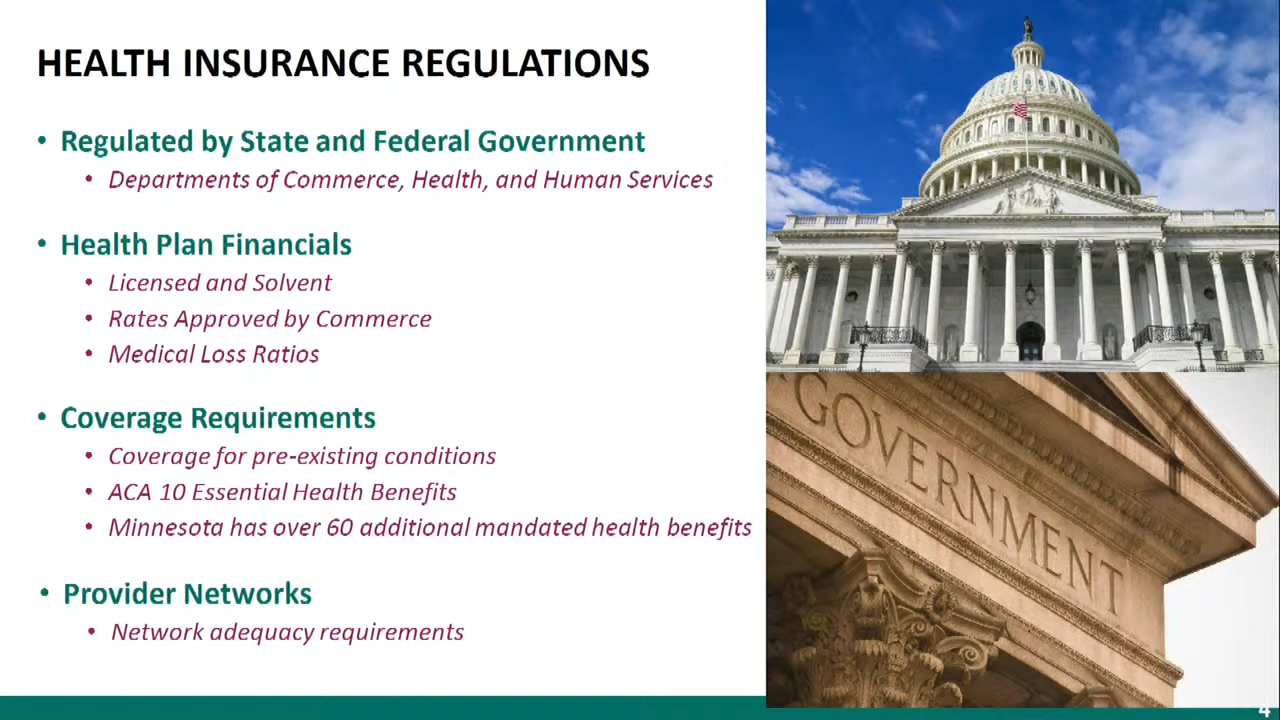 HEALTH INSURANCE REGULATIONS
• Regulated by State and Federal Government
• Departments of Commerce, Health, and Human Services
• Health Plan Financials
• Licensed and Solvent
• Rates Approved by Commerce
• Medical Loss Ratios
• Coverage Requirements
• Coverage for pre-existing conditions
• ACA 10 Essential Health Benefits
• Minnesota has over 60 additional mandated health benefits
• Provider Networks
• Network adequacy requirements
GOVERNMENT
4